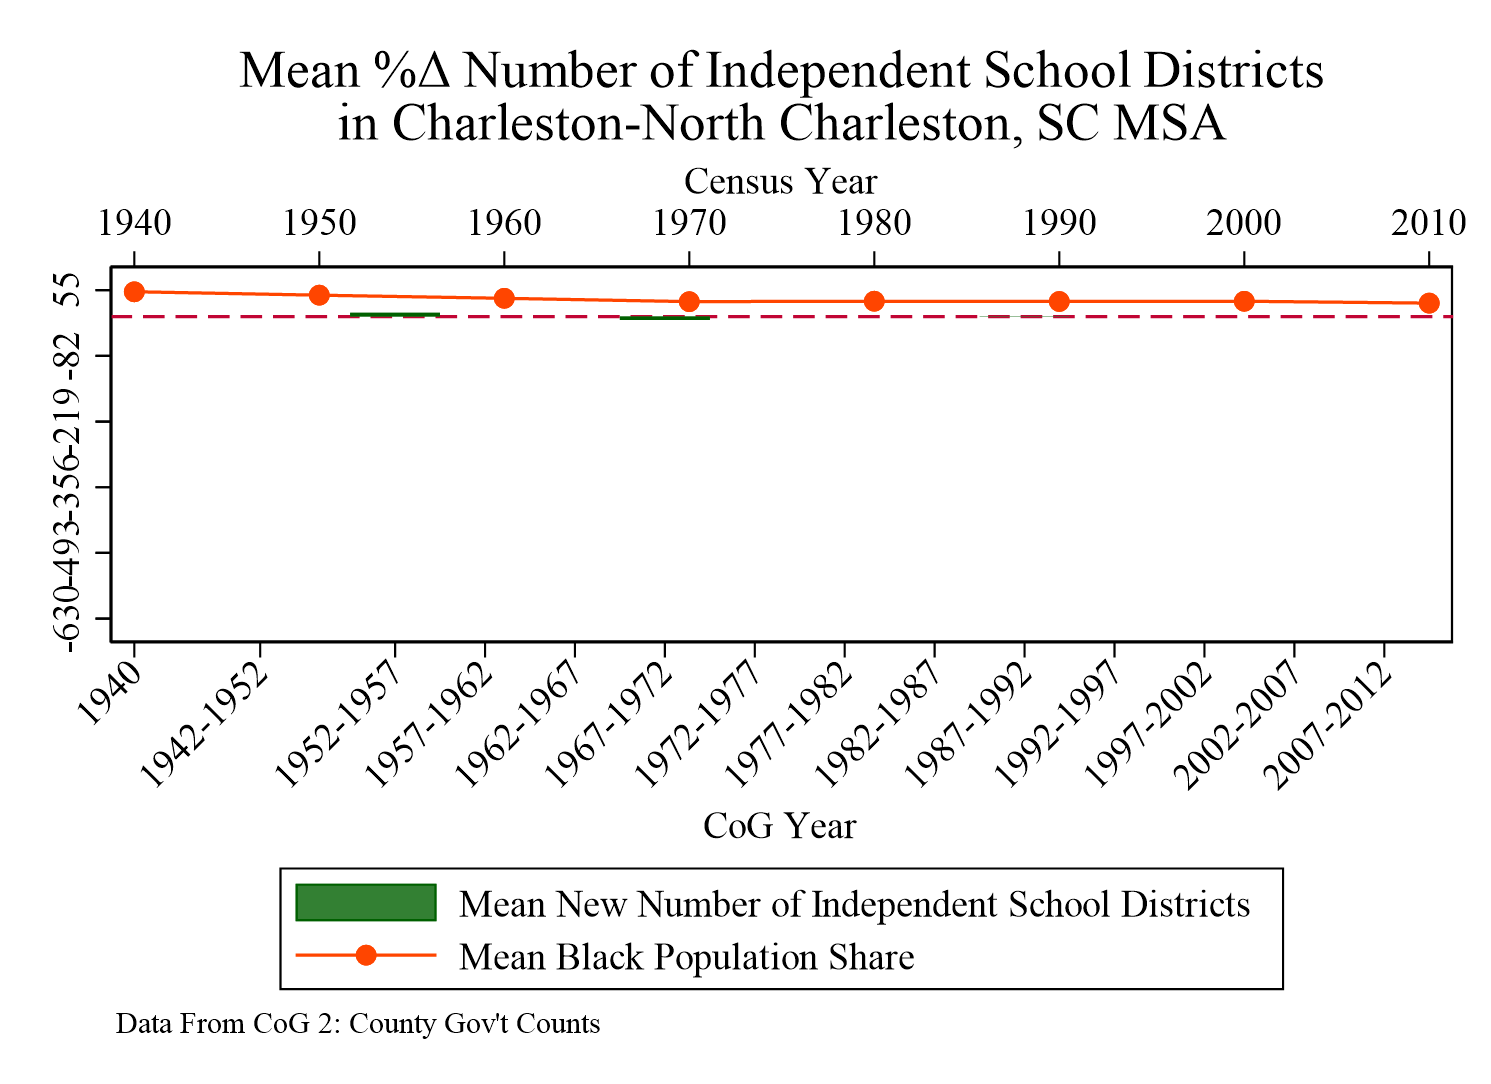 Mean %Δ Number of Independent School Districts
in Charleston-North Charleston, SC MSA
Census Year
1940 1950 1960 1970 1980 1990 2000 2010
55
-82
-219
-356
-493
-630
1940 1942-1952 1952-1957 1957-1962 1962-1967 1967-1972 1972-1977 1977-1982 1982-1987 1987-1992 1992-1997 1997-2002 2002-2007 2007-2012
CoG Year
Mean New Number of Independent School Districts
Mean Black Population Share
Data From CoG 2: County Gov't Counts